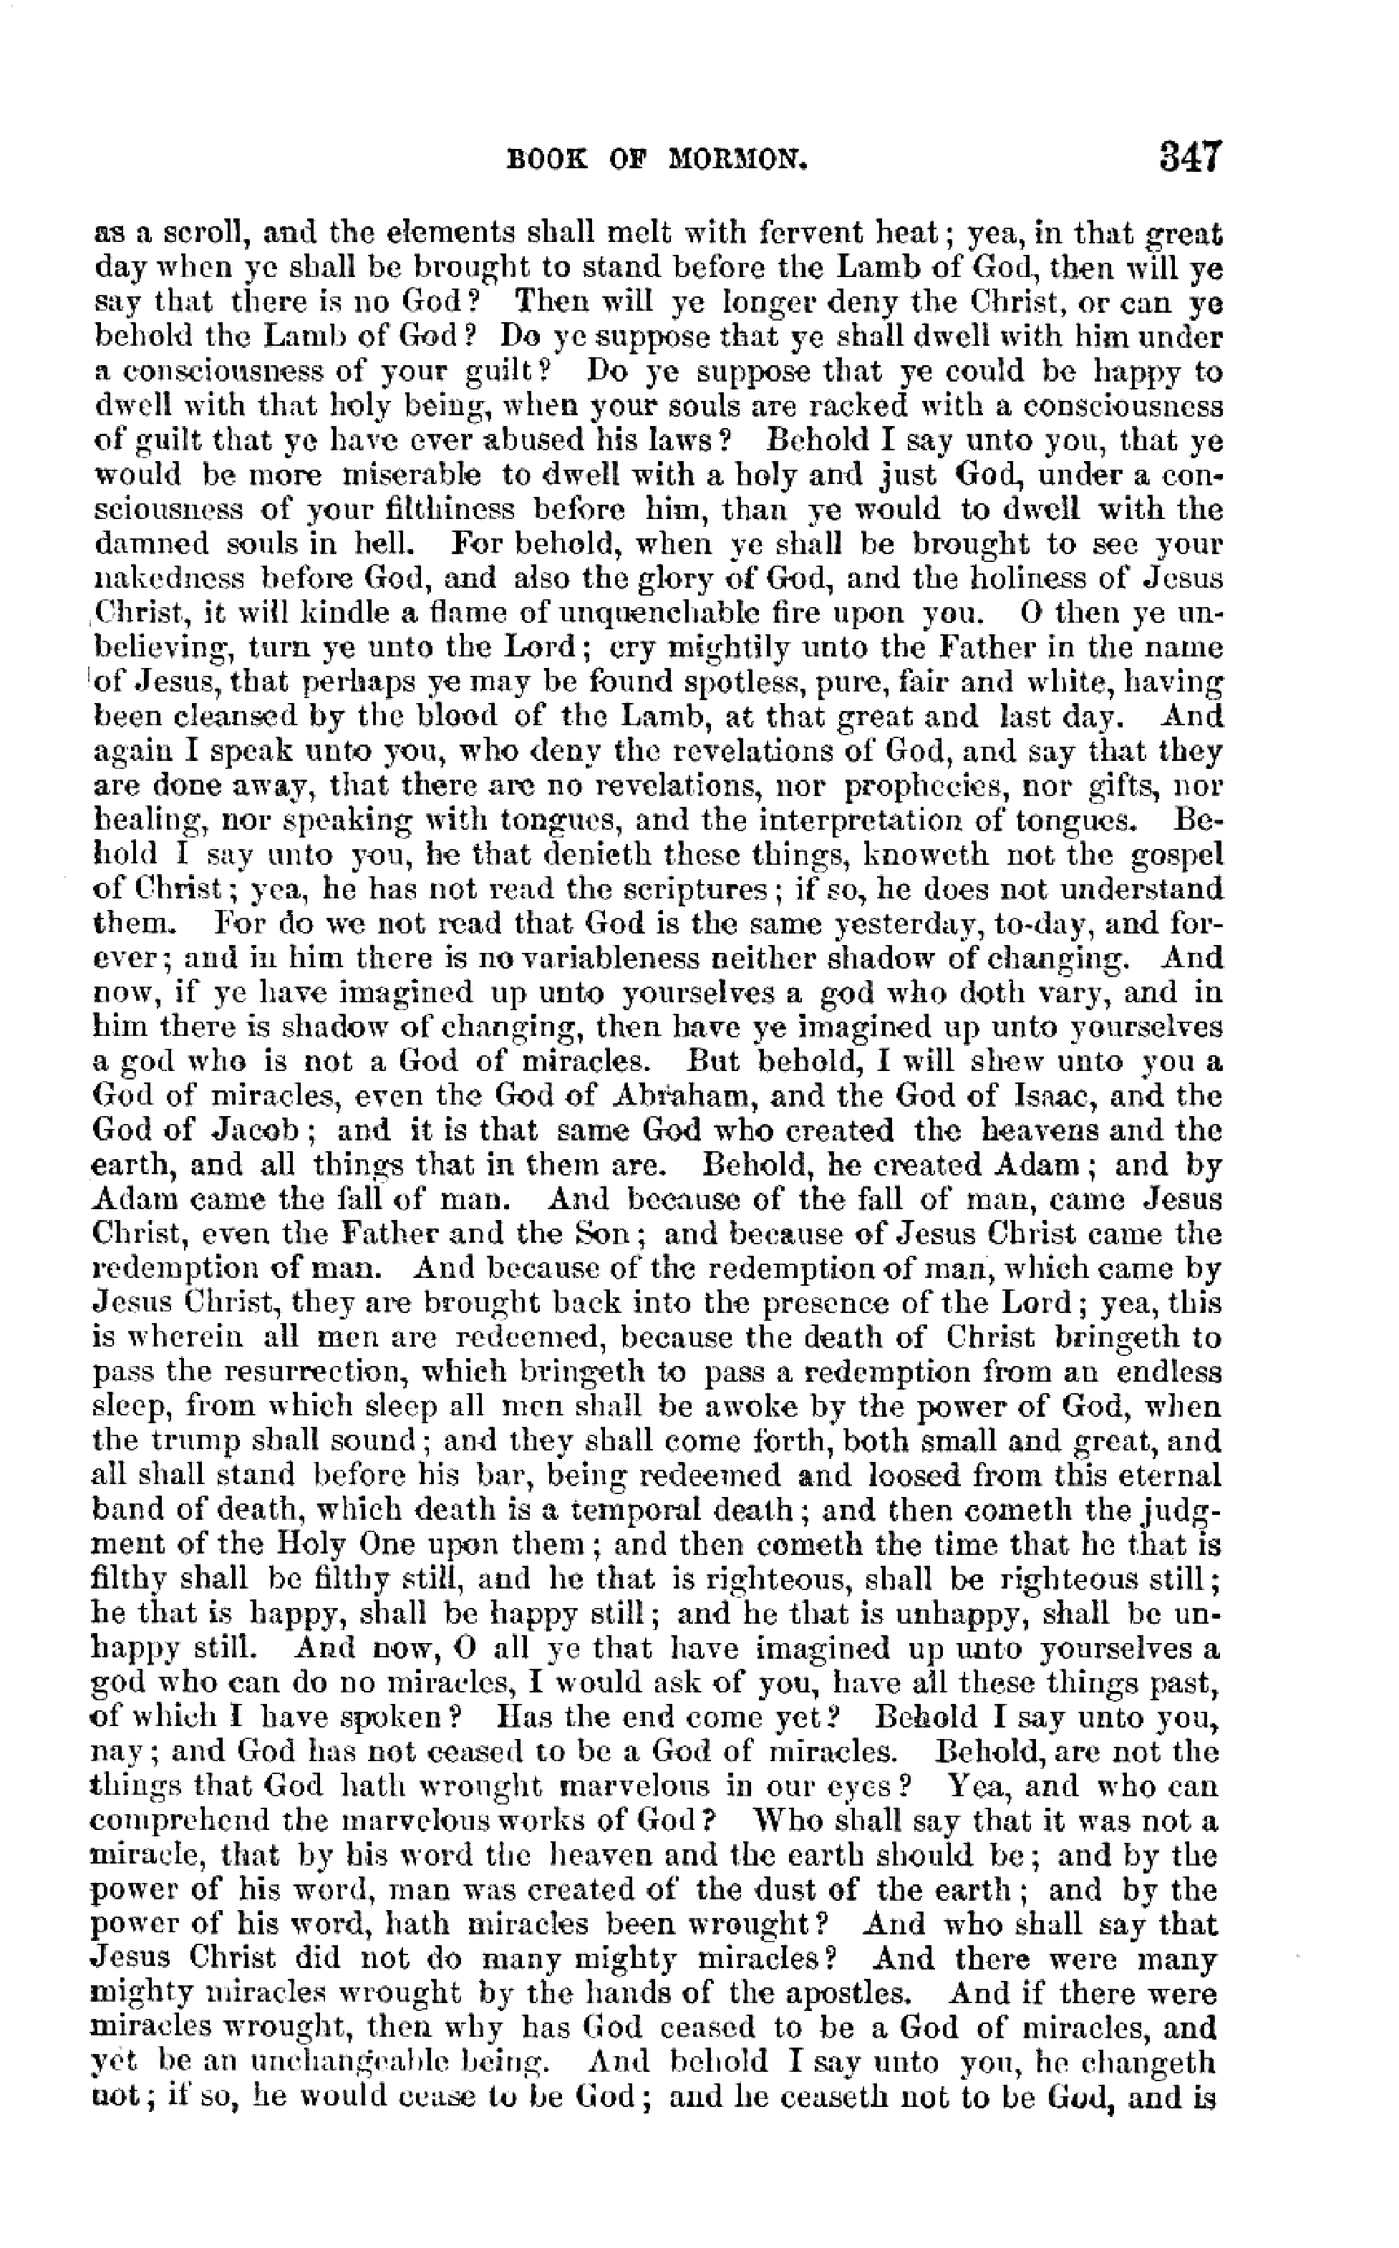 BOOK OF MORMON. 347
as a scroll, and the elements shall melt with fervent heat; yea, in that great
day when ye shall be brought to stand before the Lamb of God, then will ye
say that there is no God? Then will ye longer deny the Christ, or can ye
behold the Lamb of God? Do ye suppose that ye shall dwell with him under
a consciousness of your guilt? Do ye suppose that ye could be happy to
dwell with that holy being, when your souls are racked with a consciousness
of guilt that ye have ever abused his laws? Behold I say unto you, that ye
would be more miserable to dwell with a holy and just God, under a con-
sciousness of your filthiness before him, than ye would to dwell with the
damned souls in hell. For behold, when ye shall be brought to see your
nakedness before God, and also the glory of God, and the holiness of Jesus
Christ, it will kindle a flame of unquenchable fire upon you. O then ye un-
believing, turn ye unto the Lord; cry mightily unto the Father in the name
of Jesus, that perhaps ye may be found spotless, pure, fair and white, having
been cleansed by the blood of the Lamb, at that great and last day. And
again I speak unto you, who deny the revelations of God, and say that they
are done away, that there are no revelations, nor prophecies, nor gifts, nor
healing, nor speaking with tongues, and the interpretation of tongues. Be-
hold I say unto you, he that denieth these things, knoweth not the gospel
of Christ; yea, he has not read the scriptures; if so, he does not understand
them. For do we not read that God is the same yesterday, to-day, and for-
ever; and in him there is no variableness neither shadow of changing. And
now, if ye have imagined up unto yourselves a god who doth vary, and in
him there is shadow of changing, then have ye imagined up unto yourselves
a god who is not a God of miracles. But behold, I will shew unto you a
God of miracles, even the God of Abraham, and the God of Isaac, and the
God of Jacob; and it is that same God who created the heavens and the
earth, and all things that in them are. Behold, he created Adam; and by
Adam came the fall of man. And because of the fall of man, came Jesus
Christ, even the Father and the Son; and because of Jesus Christ came the
redemption of man. And because of the redemption of man, which came by
Jesus Christ, they are brought back into the presence of the Lord; yea, this
is wherein all men are redeemed, because the death of Christ bringeth to
pass the resurrection, which bringeth to pass a redemption from an endless
sleep, from which sleep all men shall be awoke by the power of God, when
the trump shall sound; and they shall come forth, both small and great, and
all shall stand before his bar, being redeemed and loosed from this eternal
band of death, which death is a temporal death; and then cometh the judg-
ment of the Holy One upon them; and then cometh the time that he that is
filthy shall be filthy still, and he that is righteous, shall be righteous still;
he that is happy, shall be happy still; and he that is unhappy, shall be un-
happy still. And now, O all ye that have imagined up unto yourselves a
god who can do no miracles, I would ask of you, have all these things past,
of which I have spoken? Has the end come yet? Behold I say unto you,
nay; and God has not ceased to be a God of miracles. Behold, are not the
things that God hath wrought marvelous in our eyes? Yea, and who can
comprehend the marvelous works of God? Who shall say that it was not a
miracle, that by his word the heaven and the earth should be; and by the
power of his word, man was created of the dust of the earth; and by the
power of his word, hath miracles been wrought? And who shall say that
Jesus Christ did not do many mighty miracles? And there were many
mighty miracles wrought by the hands of the apostles. And if there were
miracles wrought, then why has God ceased to be a God of miracles, and
yet be an unchangeable being. And behold I say unto you, he changeth
not; if so, he would cease to be God; and he ceaseth not to be God, and is